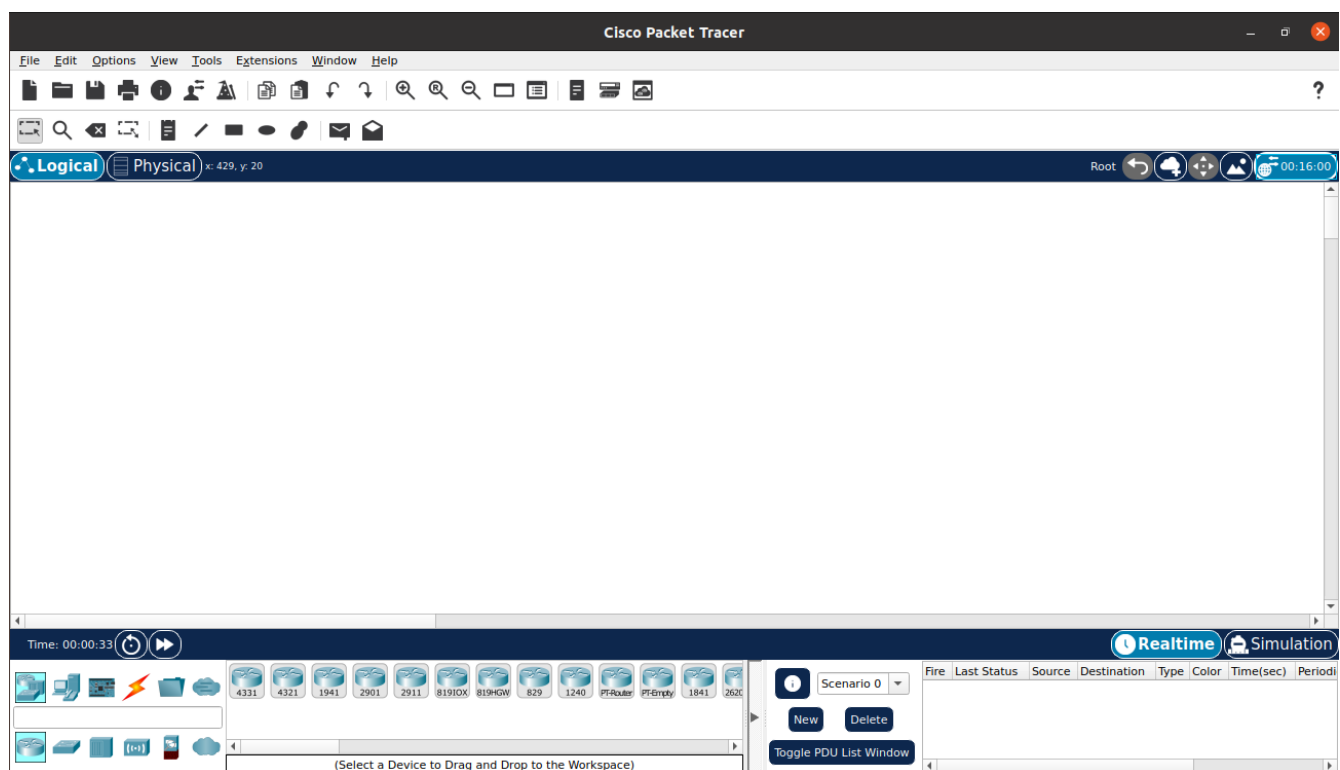 Cisco Packet Tracer
File Edit Options View Tools Extensions Window Help
?
Logical Physical x: 429, y: 20 Root 00:16:00
Time: 00:00:33 Realtime Simulation
Fire Last Status Source Destination Type Color Time(sec) Periodi
4331 4321 1941 2901 2911 819IOX 819HGW 829 1240 PT-Router PT-Empty 1841 262C
Scenario 0
New Delete
Toggle PDU List Window
(Select a Device to Drag and Drop to the Workspace)